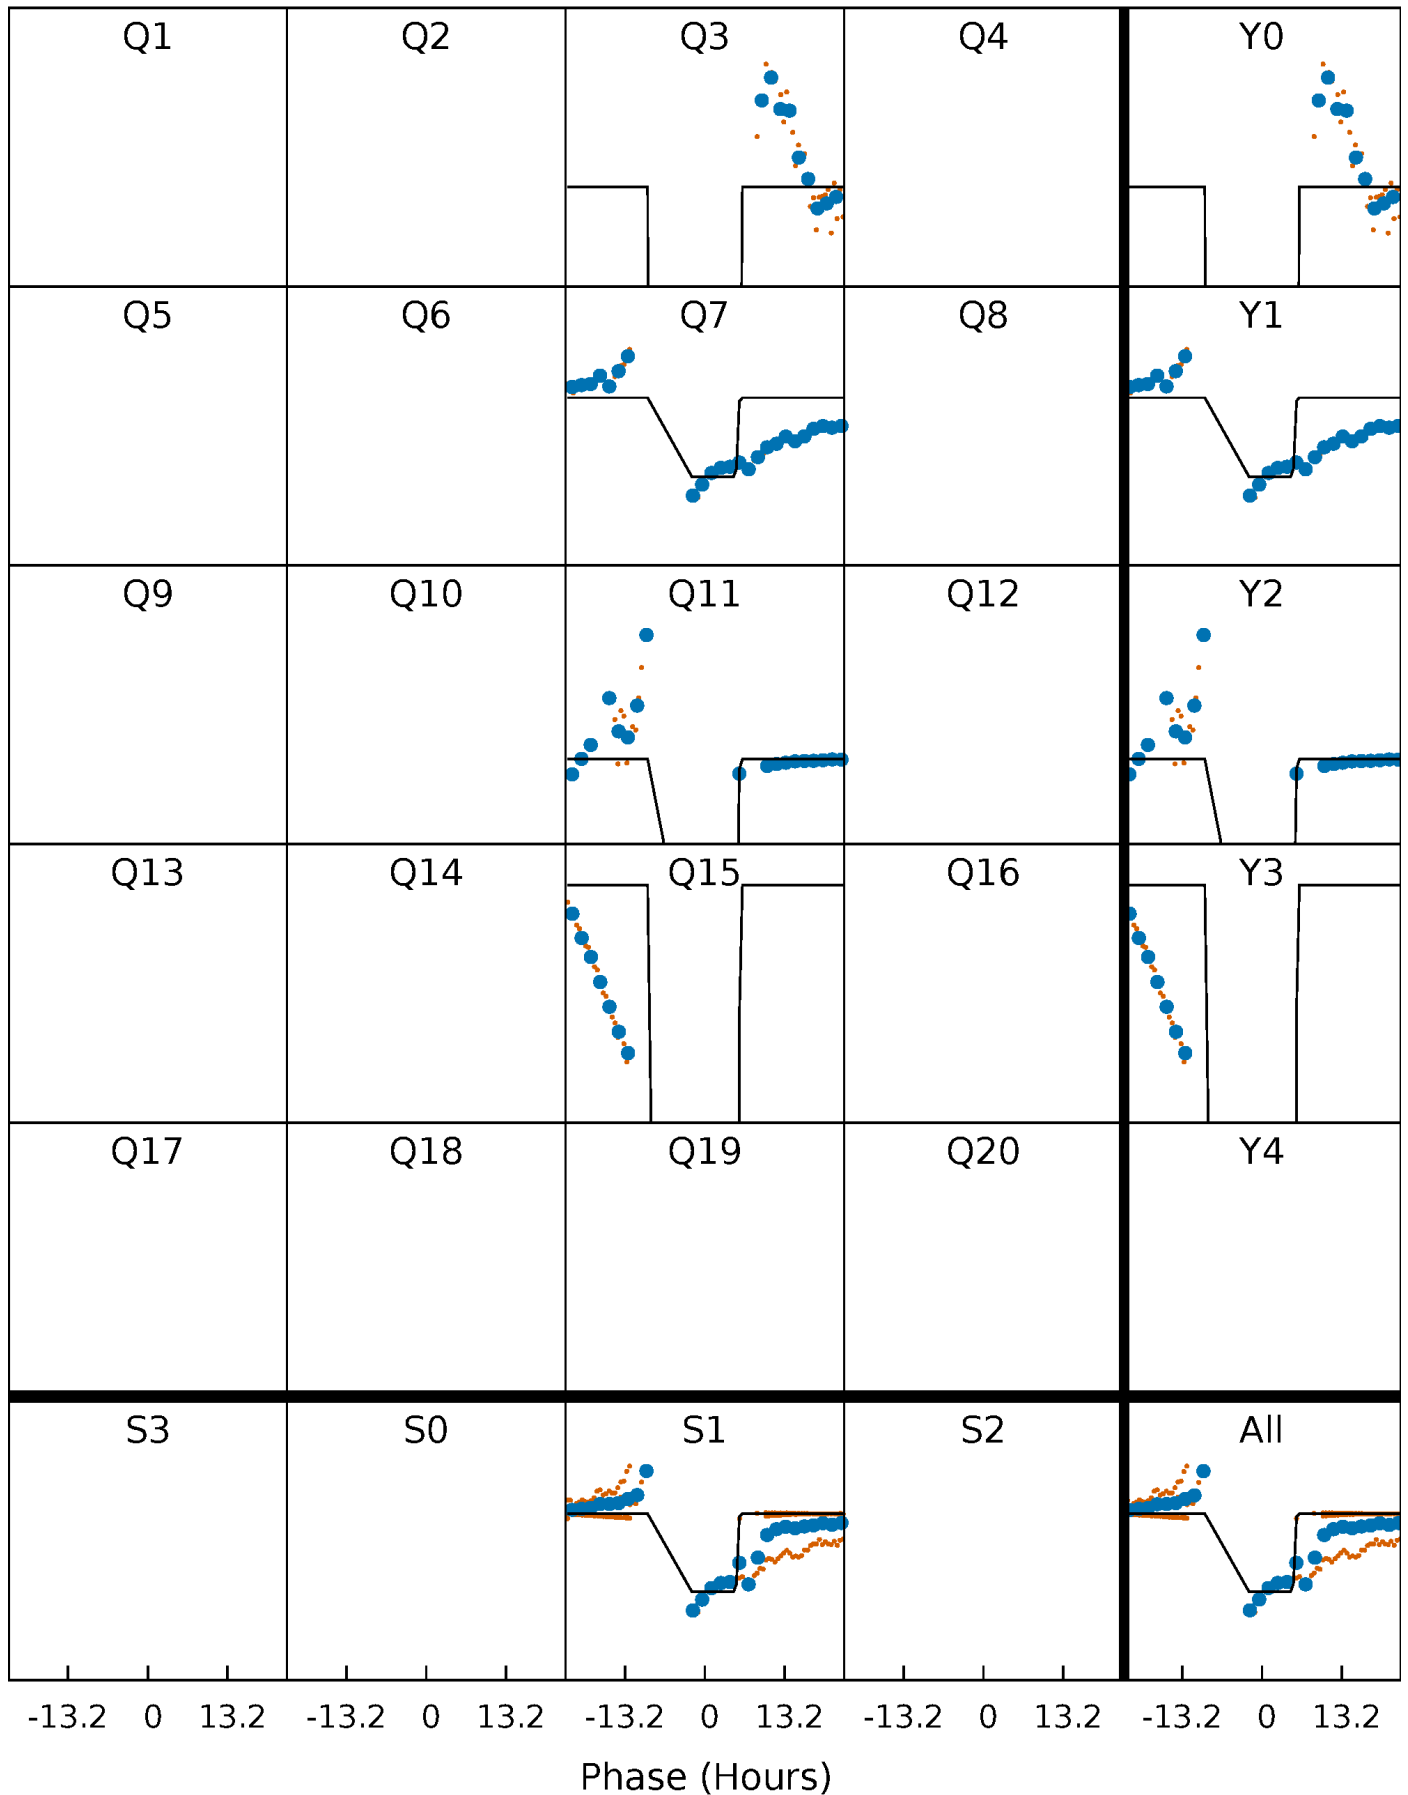 Q1 Q2 Q3 Q4 Y0
Q5 Q6 Q7 Q8 Y1
Q9 Q10 Q11 Q12 Y2
Q13 Q14 Q15 Q16 Y3
Q17 Q18 Q19 Q20 Y4
S3 S0 S1 S2 All
-13.2 0 13.2 -13.2 0 13.2 -13.2 0 13.2 -13.2 0 13.2 -13.2 0 13.2
Phase (Hours)